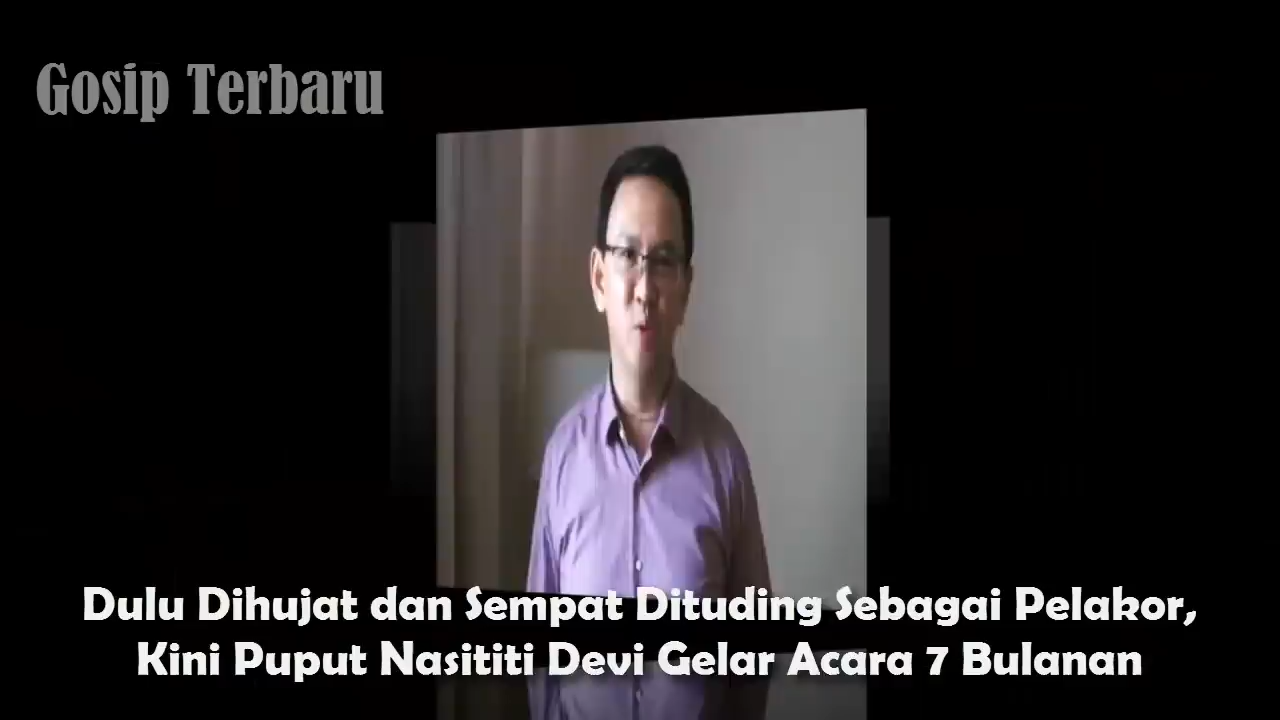 Gosip Terbaru
Dulu Dihujat dan Sempat Dituding Sebagai Pelakor,
Kini Puput Nasititi Devi Gelar Acara 7 Bulanan